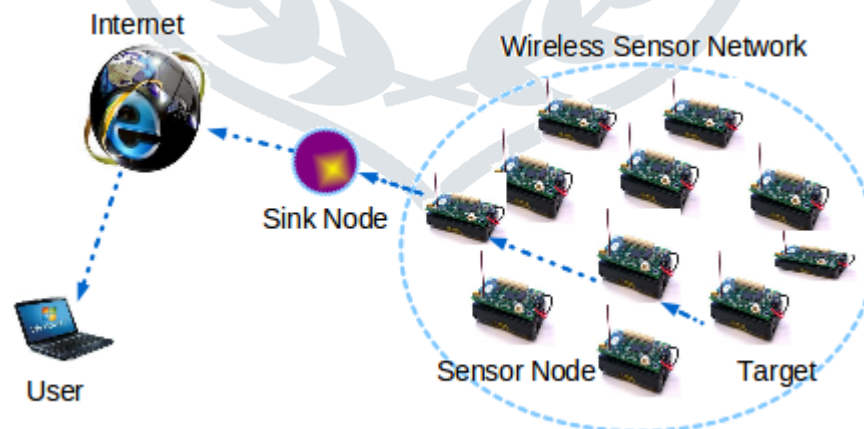 Internet
Wireless Sensor Network
Sink Node
Sensor Node
Target
User